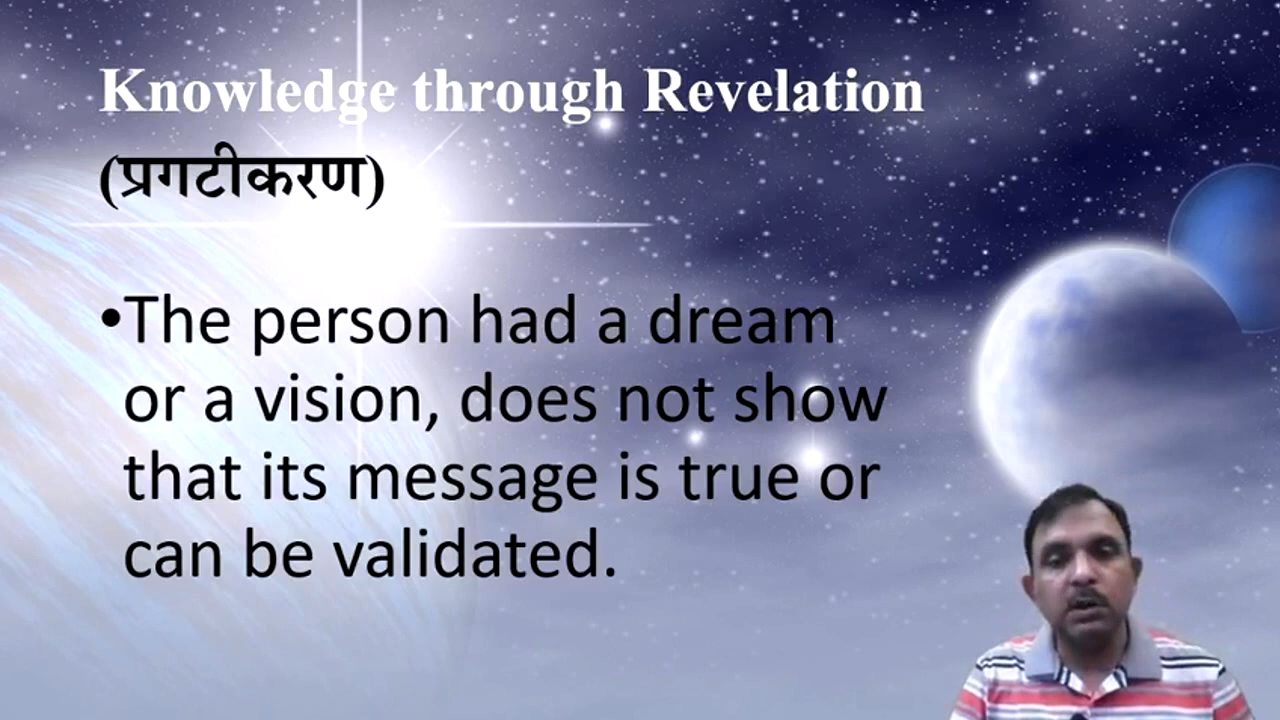 Knowledge through Revelation
(प्रगटीकरण)
•The person had a dream
or a vision, does not show
that its message is true or
can be validated.